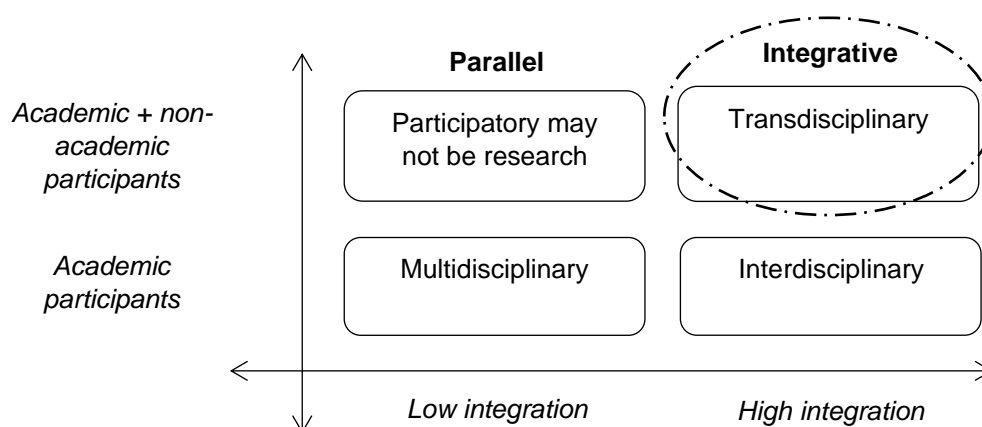 Parallel
Integrative
Academic + non-
academic
participants
Participatory may
not be research
Transdisciplinary
Academic
participants
Multidisciplinary
Interdisciplinary
Low integration
High integration